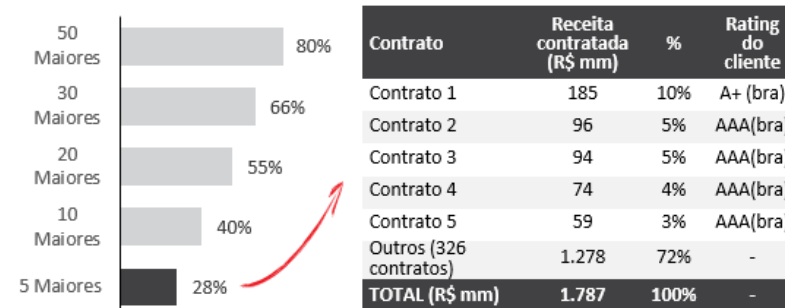 50
Maiores
80%
30
Maiores
66%
20
Maiores
55%
10
Maiores
40%
5 Maiores
28%
Contrato
Receita
contratada
(R$ mm)
%
Rating
do
cliente
Contrato 1 185 10% A+ (bra)
Contrato 2 96 5% AAA(bra)
Contrato 3 94 5% AAA(bra)
Contrato 4 74 4% AAA(bra)
Contrato 5 59 3% AAA(bra)
Outros (326
contratos) 1.278 72% -
TOTAL (R$ mm) 1.787 100% -